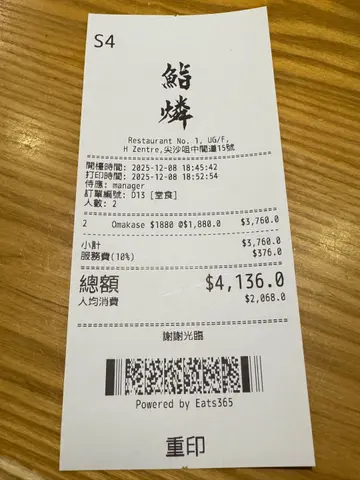 S4
鮨
燐
Restaurant No. 1, UG/F,
H Zentre,尖沙咀中間道15號
開檯時間: 2025-12-08 18:45:42
打印時間: 2025-12-08 18:52:54
侍應: manager
訂單編號: D13 [堂食]
人數: 2
2 Omakase $1880 @$1,880.0 $3,760.0
小計 $3,760.0
服務費(10%) $376.0
總額 $4,136.0
人均消費 $2,068.0
謝謝光臨
Powered by Eats365
重印